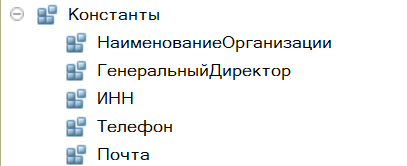 Константы
НаименованиеОрганизации
ГенеральныйДиректор
ИНН
Телефон
Почта